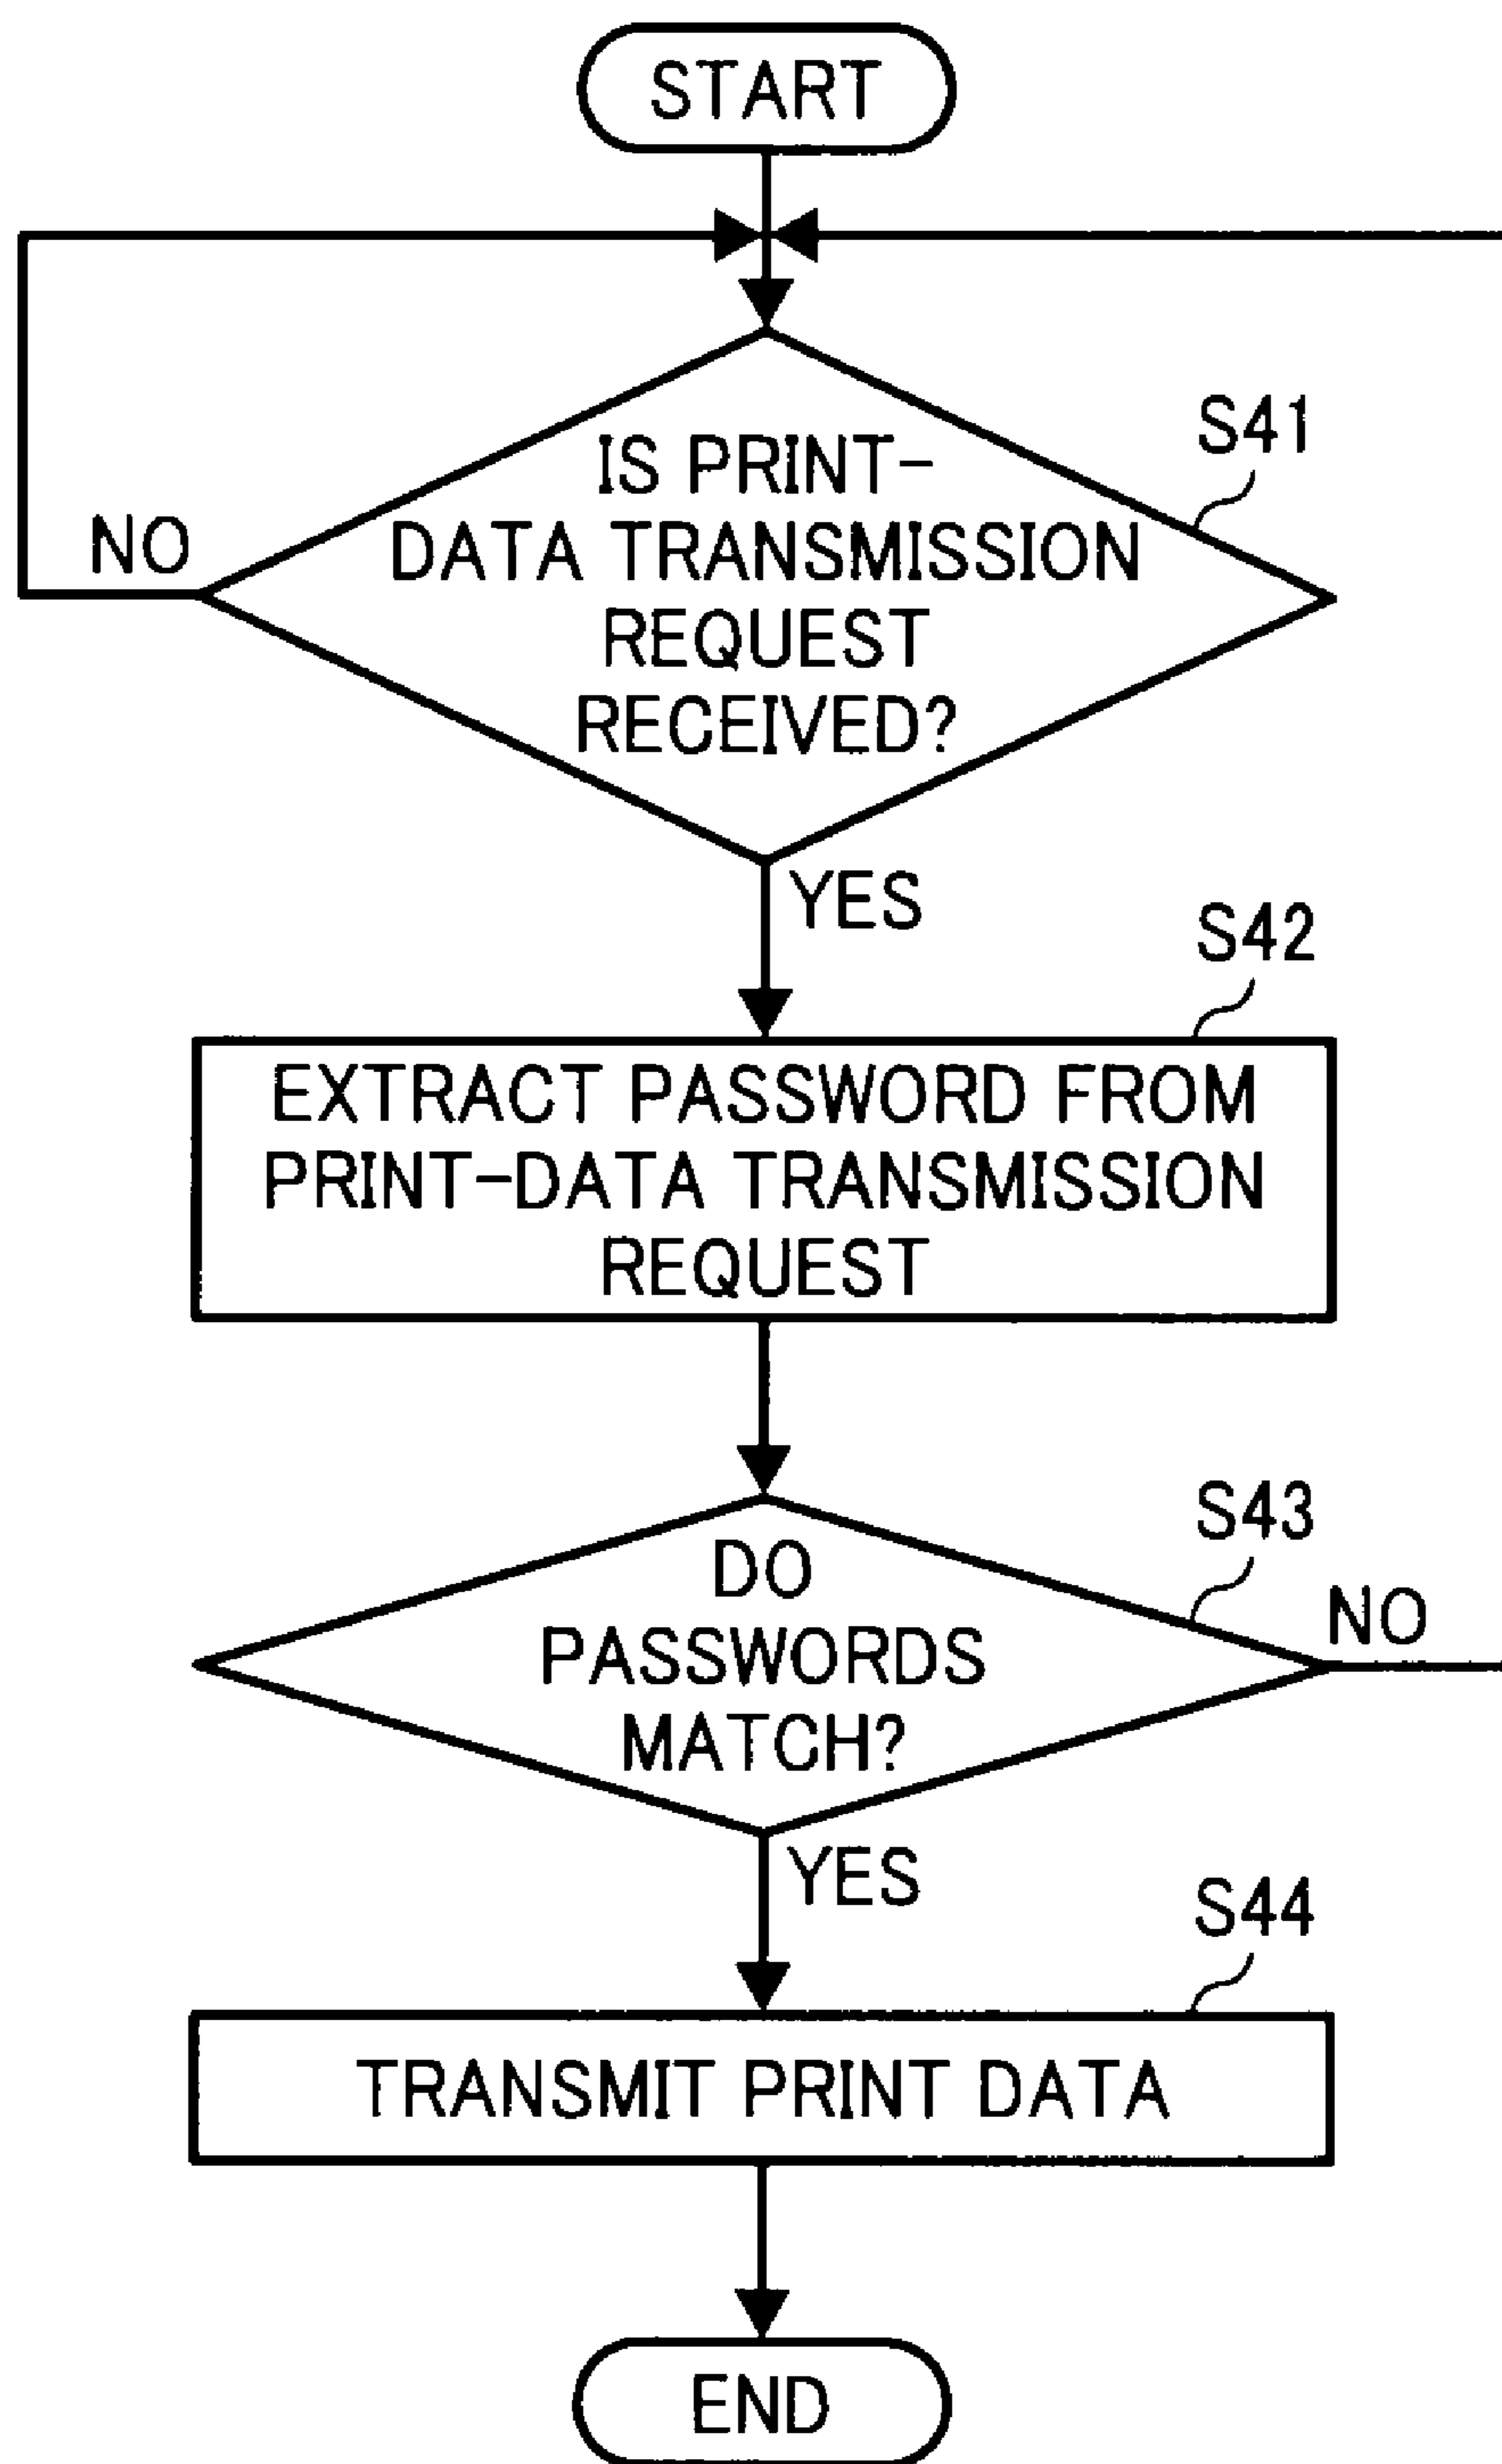 START
S41
IS PRINT-
DATA TRANSMISSION
REQUEST
RECEIVED?
NO
YES
S42
EXTRACT PASSWORD FROM
PRINT-DATA TRANSMISSION
REQUEST
S43
DO
PASSWORDS
MATCH?
NO
YES
S44
TRANSMIT PRINT DATA
END